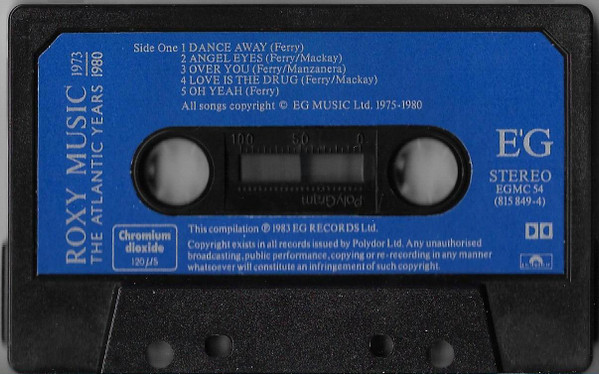 Side One 1 DANCE AWAY (Ferry)
2 ANGEL EYES (Ferry/Mackay)
3 OVER YOU (Ferry/Manzanera)
4 LOVE IS THE DRUG (Ferry/Mackay)
5 OH YEAH (Ferry)
All songs copyright © EG MUSIC Ltd. 1975-1980
ROXY MUSIC 1973
1980
THE ATLANTIC YEARS
100 50 0
PolyGram
E'G
STEREO
EGMC 54
(815 849-4)
Chromium
dioxide
120 µS
This compilation ℗ 1983 EG RECORDS Ltd.
Copyright exists in all records issued by Polydor Ltd. Any unauthorised
broadcasting, public performance, copying or re-recording in any manner
whatsoever will constitute an infringement of such copyright.
polydor